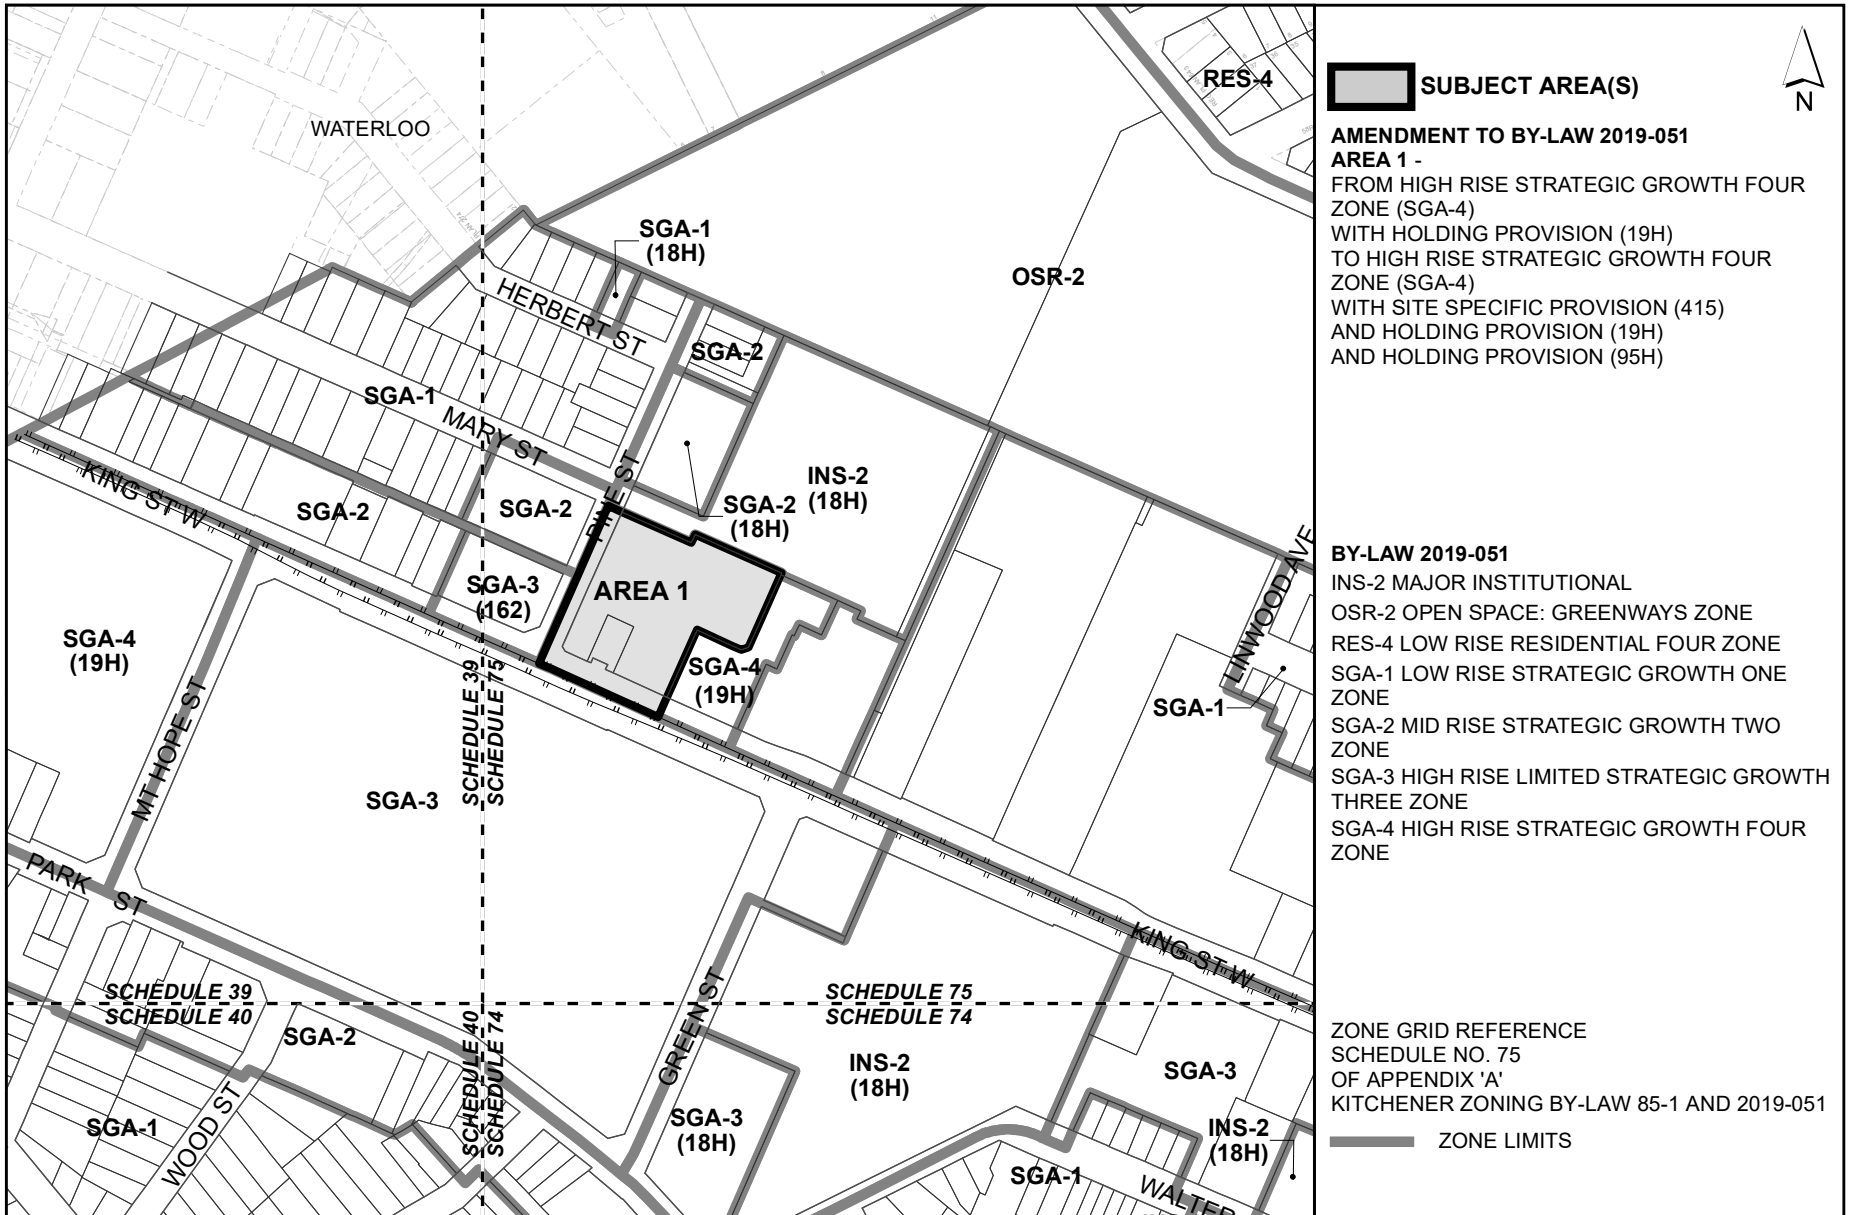 WATERLOO
RES-4
SGA-1
(18H)
OSR-2
HERBERT ST
SGA-2
SGA-1
MARY ST
PINE ST
KING ST W
INS-2
(18H)
SGA-2
SGA-2
SGA-2
(18H)
AREA 1
SGA-3
(162)
SGA-4
(19H)
SGA-4
(19H)
LINWOOD AVE
SGA-1
MT HOPE ST
SCHEDULE 39
SCHEDULE 75
SGA-3
PARK ST
KING ST W
SCHEDULE 39
SCHEDULE 40
SCHEDULE 75
SCHEDULE 74
SCHEDULE 40
SCHEDULE 74
GREEN ST
SGA-2
INS-2
(18H)
SGA-3
SGA-1
WOOD ST
SGA-3
(18H)
INS-2
(18H)
SGA-1
WALTER
SUBJECT AREA(S)
N
AMENDMENT TO BY-LAW 2019-051
AREA 1 -
FROM HIGH RISE STRATEGIC GROWTH FOUR
ZONE (SGA-4)
WITH HOLDING PROVISION (19H)
TO HIGH RISE STRATEGIC GROWTH FOUR
ZONE (SGA-4)
WITH SITE SPECIFIC PROVISION (415)
AND HOLDING PROVISION (19H)
AND HOLDING PROVISION (95H)
BY-LAW 2019-051
INS-2 MAJOR INSTITUTIONAL
OSR-2 OPEN SPACE: GREENWAYS ZONE
RES-4 LOW RISE RESIDENTIAL FOUR ZONE
SGA-1 LOW RISE STRATEGIC GROWTH ONE
ZONE
SGA-2 MID RISE STRATEGIC GROWTH TWO
ZONE
SGA-3 HIGH RISE LIMITED STRATEGIC GROWTH
THREE ZONE
SGA-4 HIGH RISE STRATEGIC GROWTH FOUR
ZONE
ZONE GRID REFERENCE
SCHEDULE NO. 75
OF APPENDIX 'A'
KITCHENER ZONING BY-LAW 85-1 AND 2019-051
ZONE LIMITS